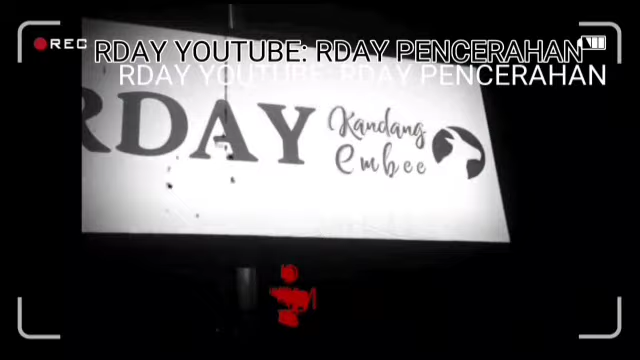 REC
RDAY YOUTUBE: RDAY PENCERAHAN
RDAY YOUTUBE: RDAY PENCERAHAN
RDAY
Kandang
Embee